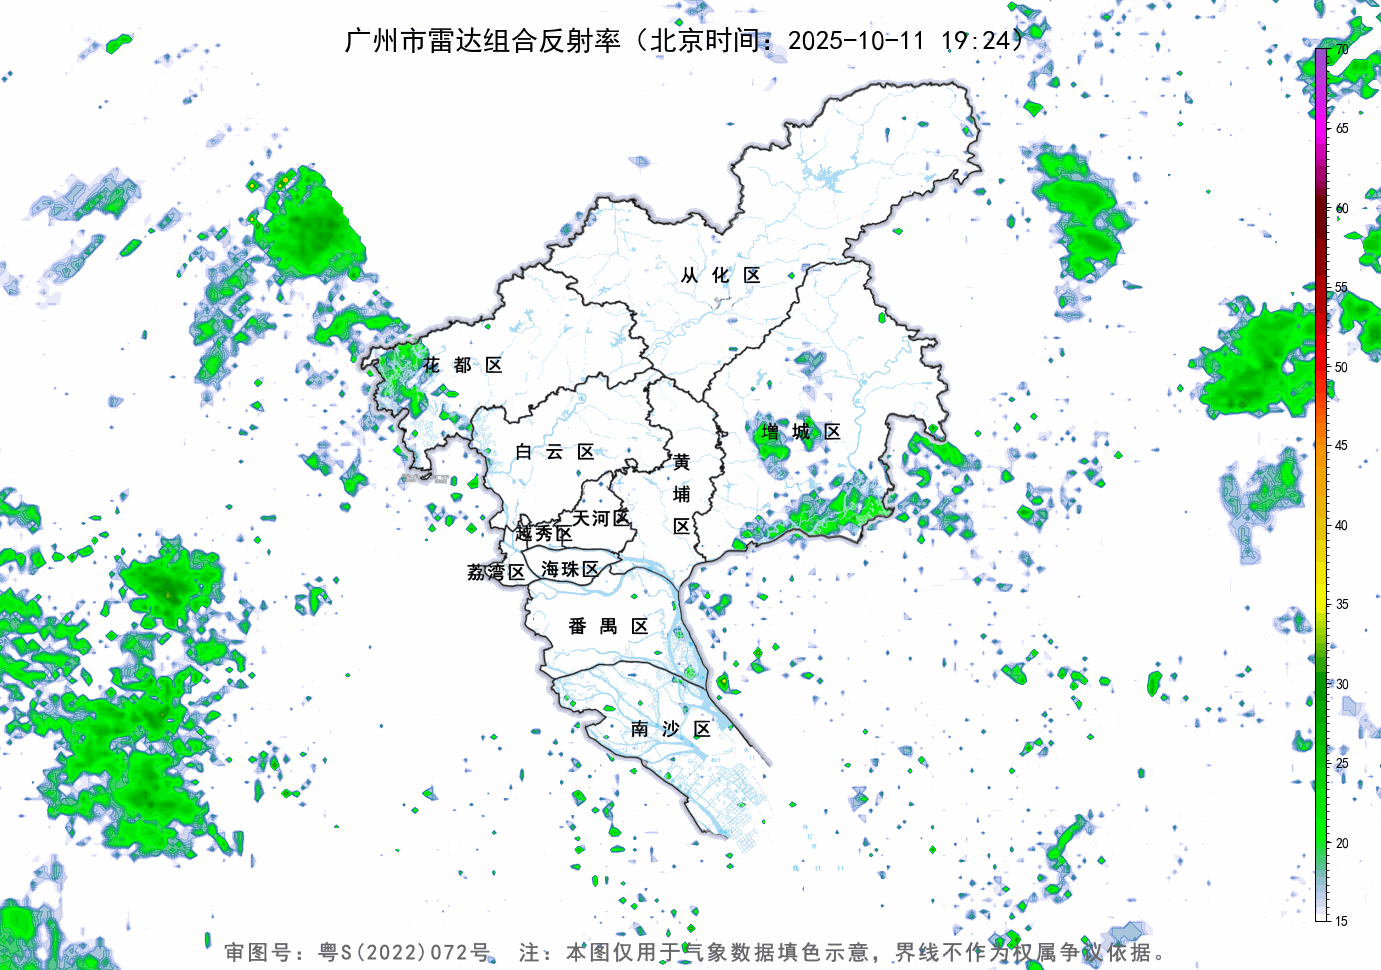 广州市雷达组合反射率（北京时间：2025-10-11 19:24）
70
65
60
55
50
45
40
35
30
25
20
15
从化区
花都区
白云区
增城区
黄埔区
天河区
越秀区
荔湾区
海珠区
番禺区
南沙区
审图号：粤S(2022)072号 注：本图仅用于气象数据填色示意，界线不作为权属争议依据。